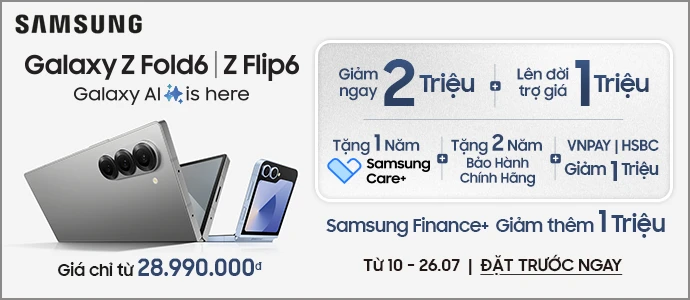 SAMSUNG
Galaxy Z Fold6 | Z Flip6
Galaxy AI is here
Giá chỉ từ 28.990.000đ
Giảm ngay 2 Triệu + Lên đời trợ giá 1 Triệu
Tặng 1 Năm
Samsung Care+
+
Tặng 2 Năm
Bảo Hành
Chính Hãng
+
VNPAY | HSBC
Giảm 1 Triệu
Samsung Finance+ Giảm thêm 1 Triệu
Từ 10 - 26.07 | ĐẶT TRƯỚC NGAY